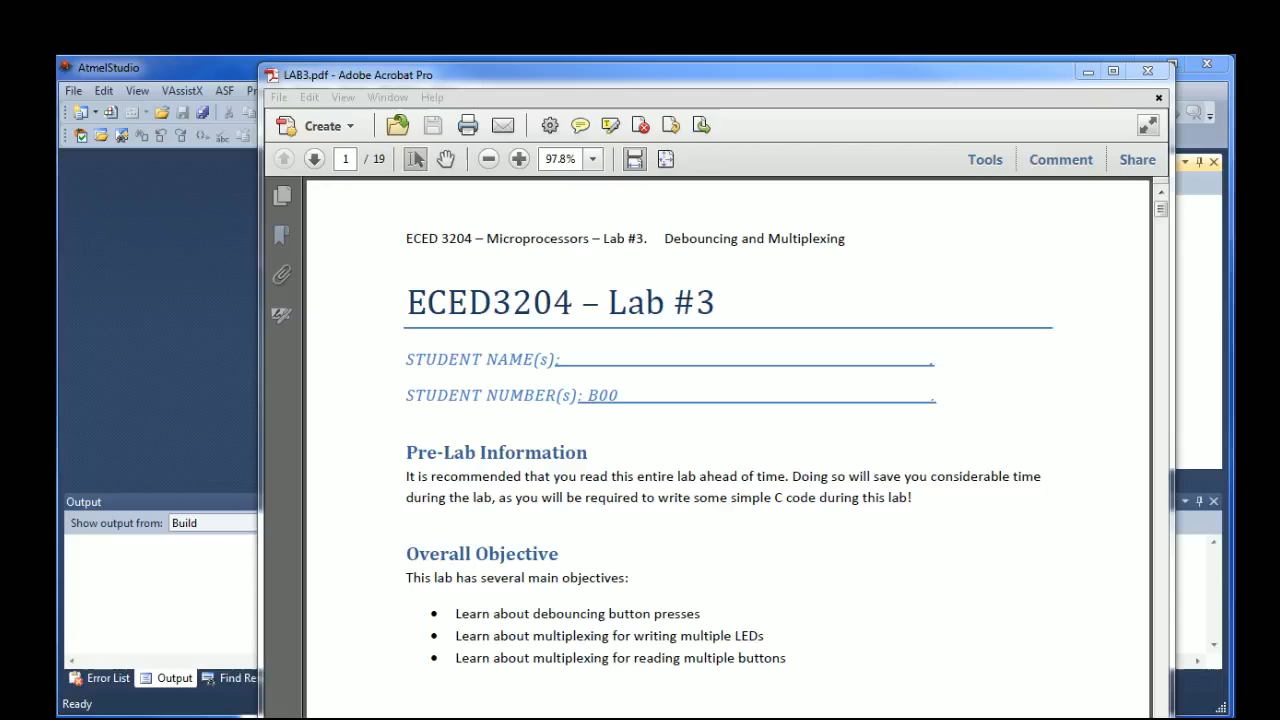 AtmelStudio
File Edit View VAssistX ASF
LAB3.pdf - Adobe Acrobat Pro
File Edit View Window Help
Create
1 / 19
97.8%
Tools Comment Share
ECED 3204 – Microprocessors – Lab #3. Debouncing and Multiplexing
ECED3204 – Lab #3
STUDENT NAME(s): .
STUDENT NUMBER(s): B00 .
Pre-Lab Information
It is recommended that you read this entire lab ahead of time. Doing so will save you considerable time
during the lab, as you will be required to write some simple C code during this lab!
Overall Objective
This lab has several main objectives:
• Learn about debouncing button presses
• Learn about multiplexing for writing multiple LEDs
• Learn about multiplexing for reading multiple buttons
Output
Show output from: Build
Error List Output Find Re
Ready